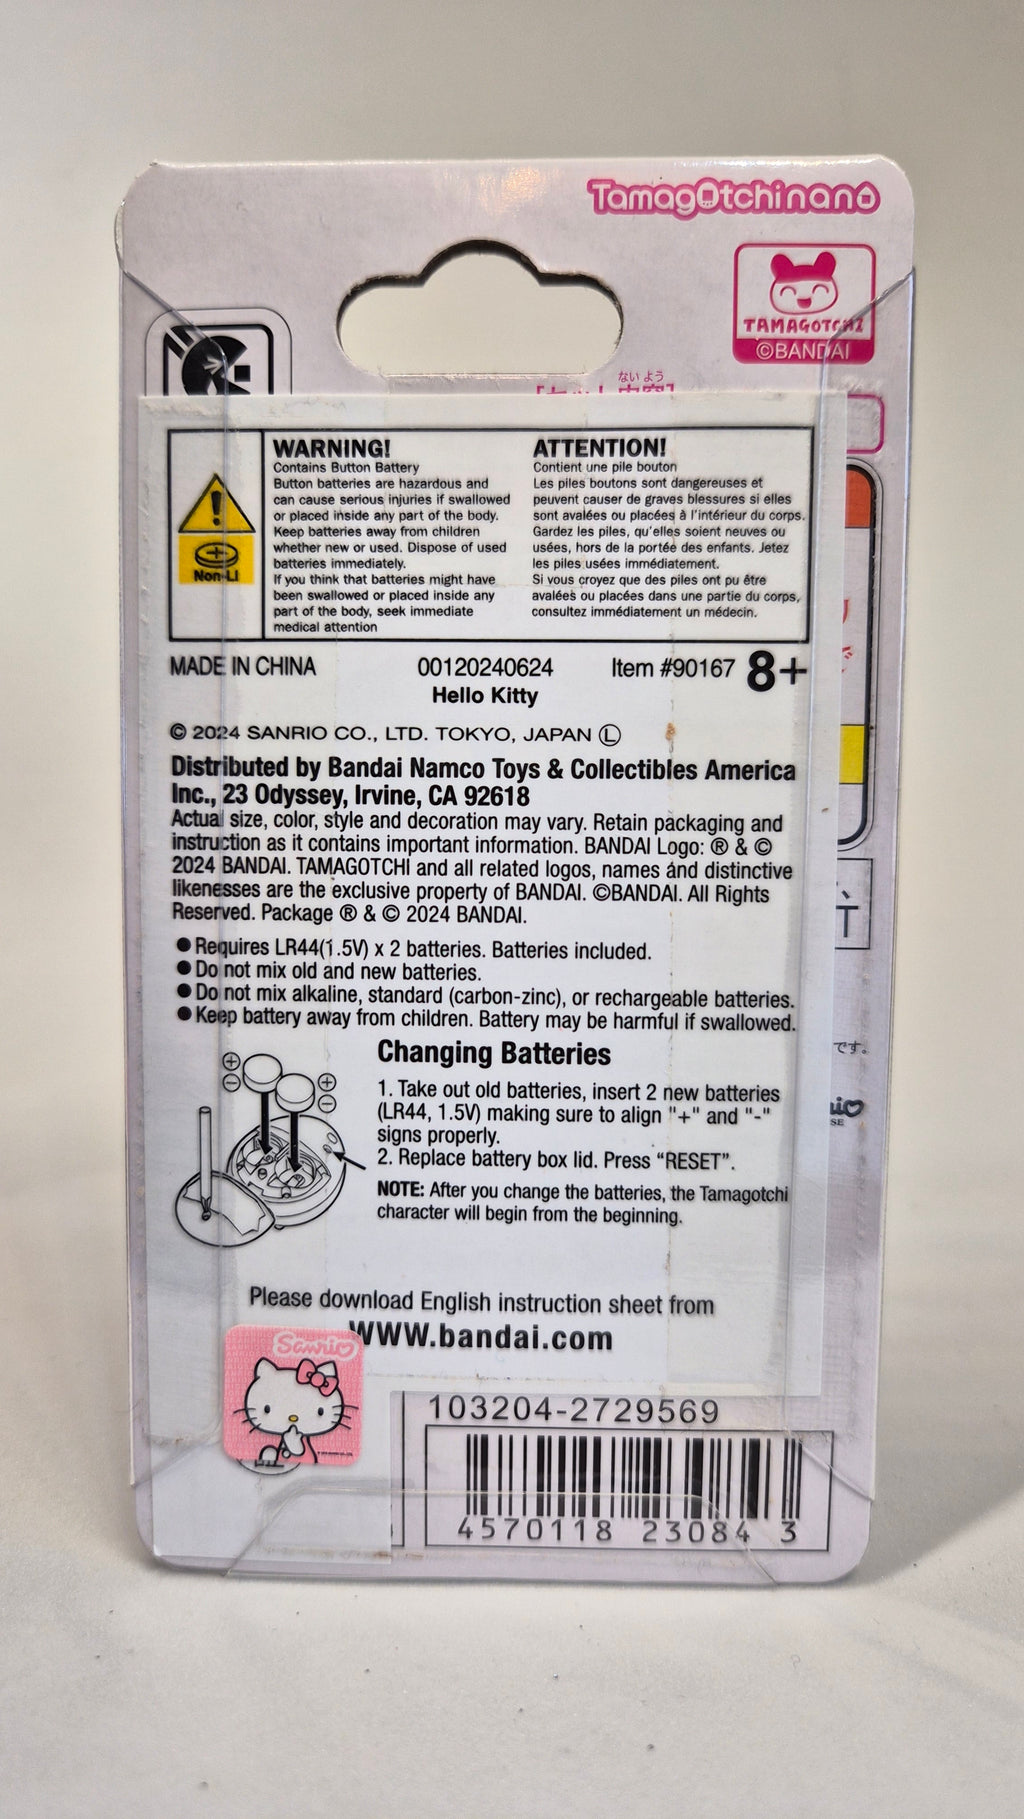 Tamagotchi nano
TAMAGOTCHI
©BANDAI
ないよう
WARNING!
Contains Button Battery
Button batteries are hazardous and
can cause serious injuries if swallowed
or placed inside any part of the body.
Keep batteries away from children
whether new or used. Dispose of used
batteries immediately.
If you think that batteries might have
been swallowed or placed inside any
part of the body, seek immediate
medical attention
Non-Li
ATTENTION!
Contient une pile bouton
Les piles boutons sont dangereuses et
peuvent causer de graves blessures si elles
sont avalées ou placées à l'intérieur du corps.
Gardez les piles, qu'elles soient neuves ou
usées, hors de la portée des enfants. Jetez
les piles usées immédiatement.
Si vous croyez que des piles ont pu être
avalées ou placées dans une partie du corps,
consultez immédiatement un médecin.
MADE IN CHINA 00120240624 Item #90167 8+
Hello Kitty
© 2024 SANRIO CO., LTD. TOKYO, JAPAN Ⓛ
Distributed by Bandai Namco Toys & Collectibles America
Inc., 23 Odyssey, Irvine, CA 92618
Actual size, color, style and decoration may vary. Retain packaging and
instruction as it contains important information. BANDAI Logo: ® & ©
2024 BANDAI. TAMAGOTCHI and all related logos, names and distinctive
likenesses are the exclusive property of BANDAI. ©BANDAI. All Rights
Reserved. Package ® & © 2024 BANDAI.
●Requires LR44(1.5V) x 2 batteries. Batteries included.
●Do not mix old and new batteries.
●Do not mix alkaline, standard (carbon-zinc), or rechargeable batteries.
●Keep battery away from children. Battery may be harmful if swallowed.
です。
Changing Batteries
1. Take out old batteries, insert 2 new batteries
(LR44, 1.5V) making sure to align "+" and "-"
signs properly.
2. Replace battery box lid. Press “RESET”.
NOTE: After you change the batteries, the Tamagotchi
character will begin from the beginning.
Please download English instruction sheet from
WWW.bandai.com
Sanrio
103204-2729569
4570118 23084 3